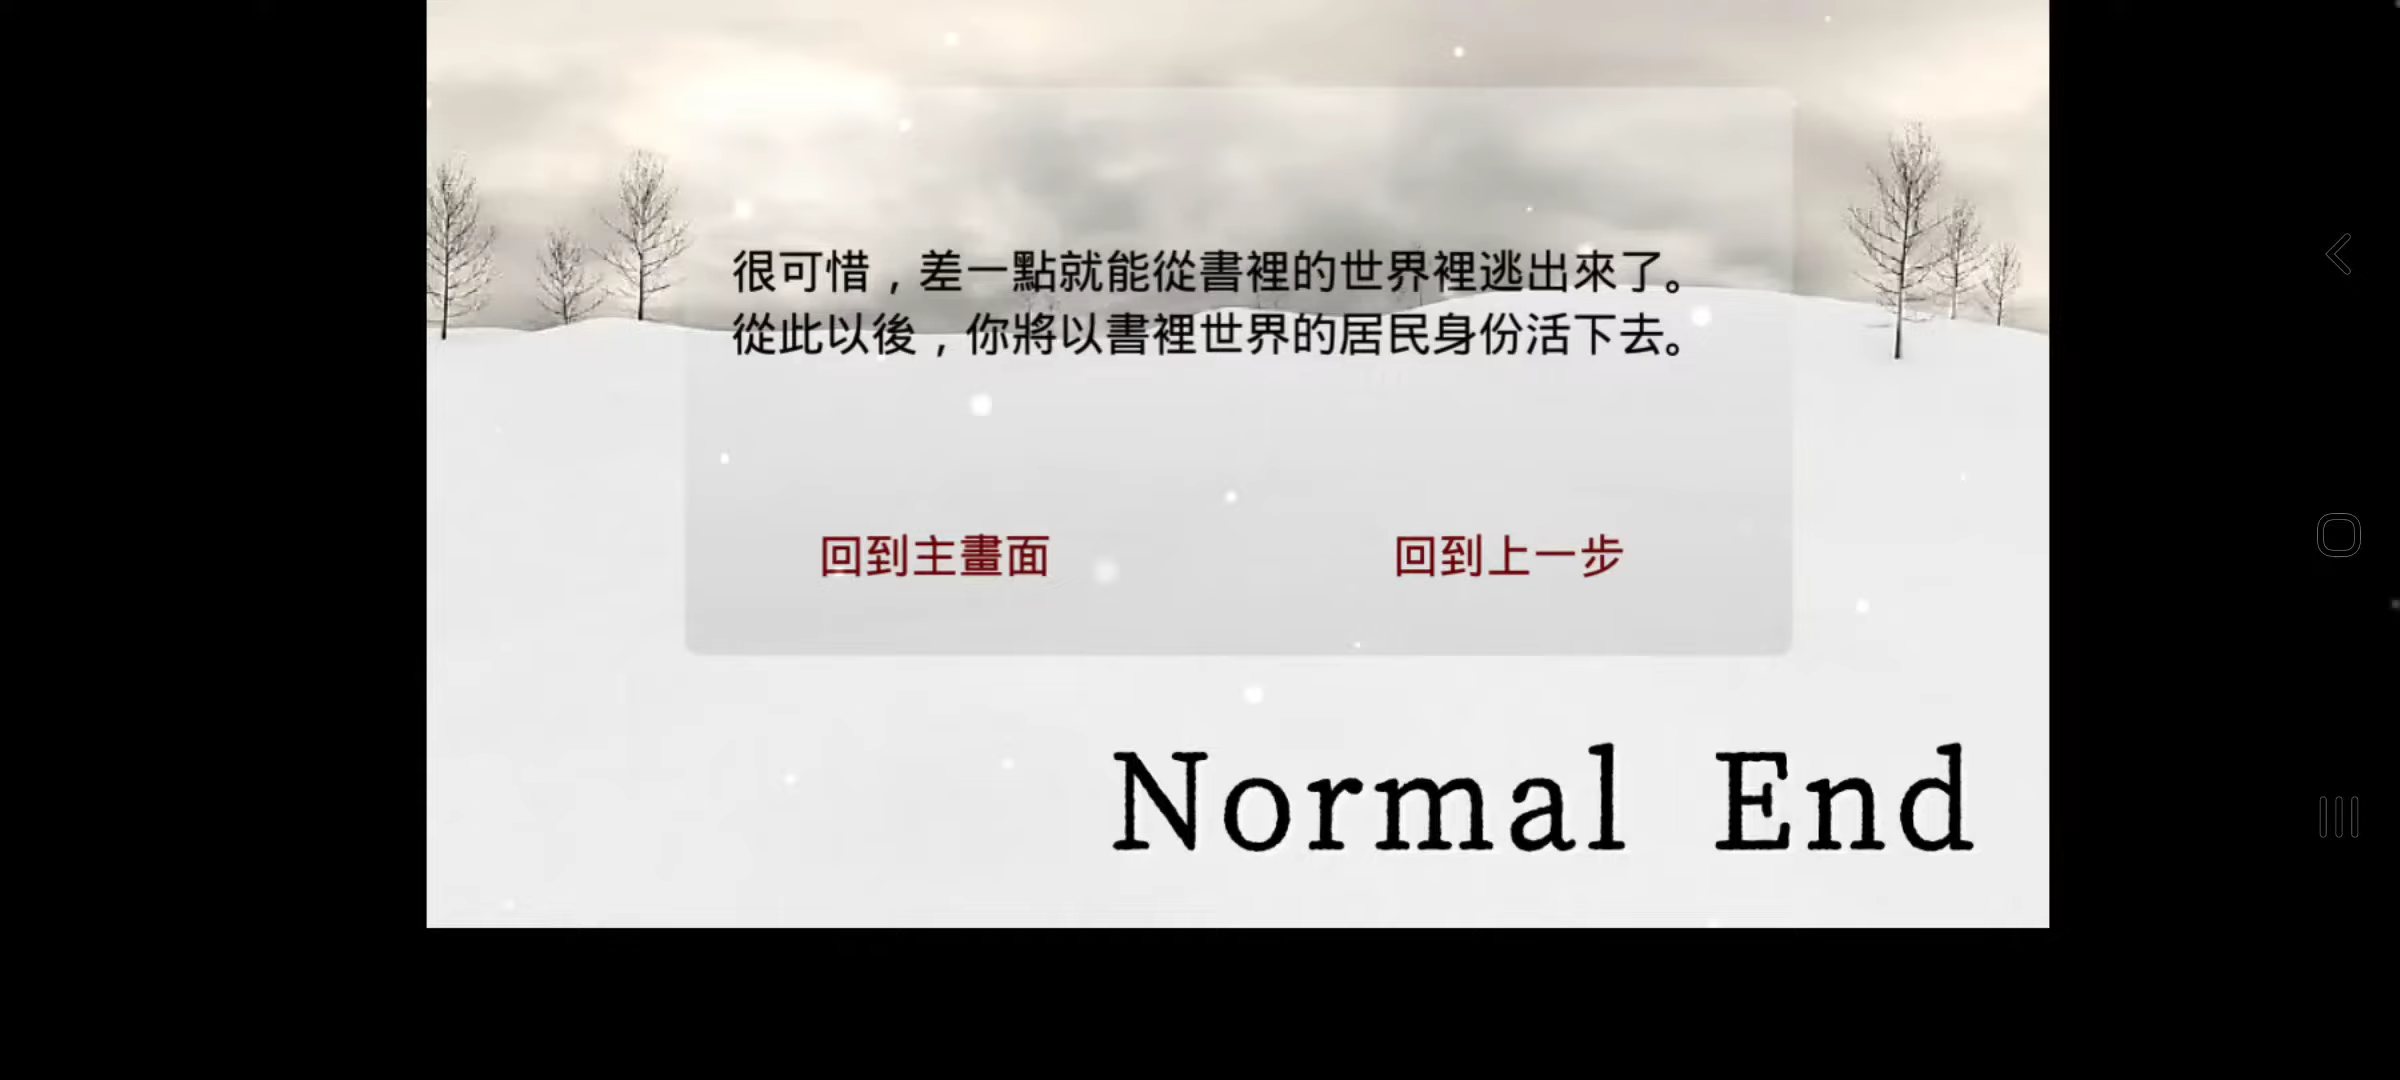 很可惜，差一點就能從書裡的世界裡逃出來了。
從此以後，你將以書裡世界的居民身份活下去。
回到主畫面
回到上一步
Normal End